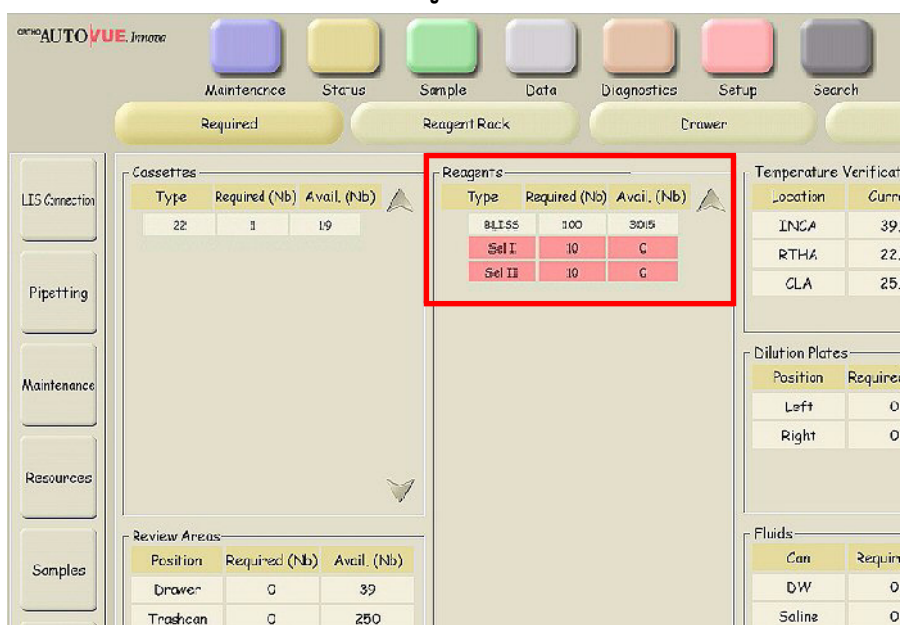 ORTHO AUTOVUE. Innova
Maintenance Status Sample Data Diagnostics Setup Search
Required Reagent Rack Drawer
LIS Connection
Pipetting
Maintenance
Resources
Samples
Cassettes
Type Required (Nb) Avail. (Nb)
22 1 19
Reagents
Type Required (Nb) Avail. (Nb)
BLISS 100 3015
Sel I 10 0
Sel II 10 0
Temperature Verificat
Location Curre
INCA 39.
RTHA 22.
CLA 25.
Dilution Plates
Position Required
Left 0
Right 0
Review Areas
Position Required (Nb) Avail. (Nb)
Drawer 0 39
Trashcan 0 250
Fluids
Can Requir
DW 0
Saline 0